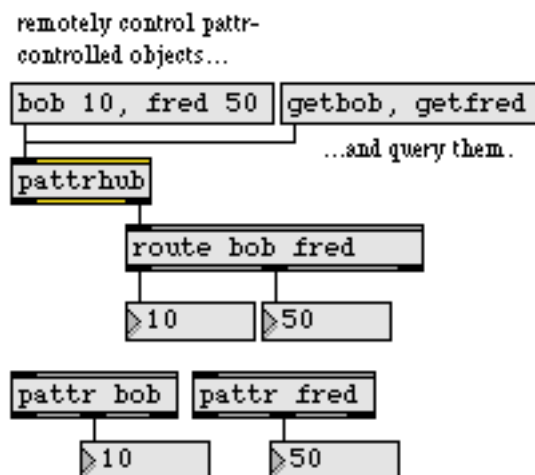 remotely control pattr-
controlled objects...
bob 10, fred 50
getbob, getfred
...and query them.
pattrhub
route bob fred
10
50
pattr bob
pattr fred
10
50